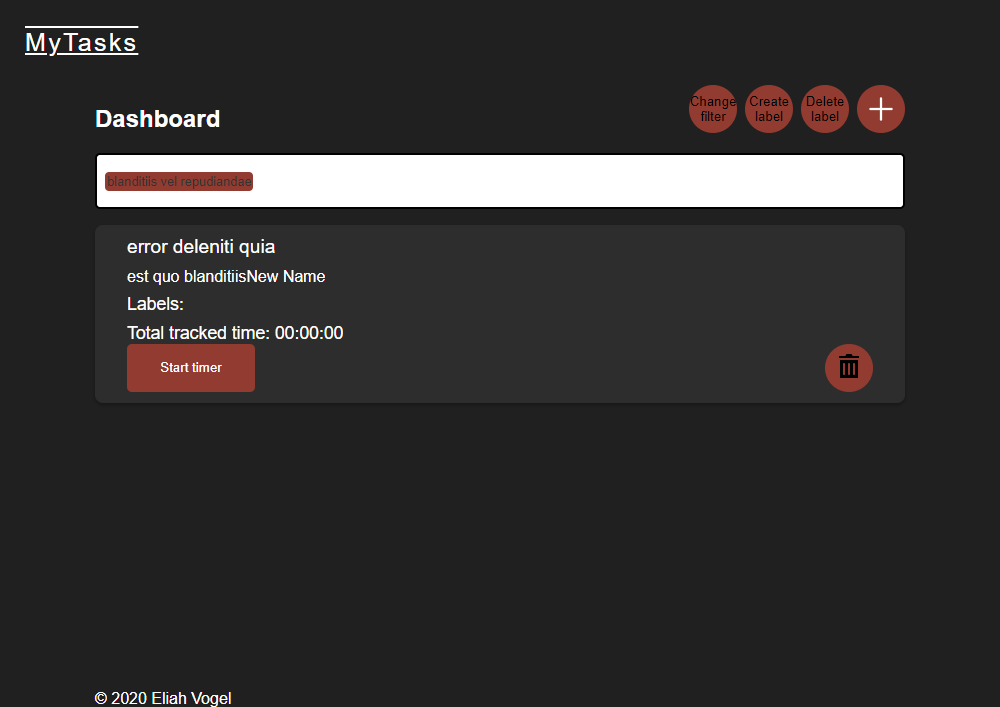 MyTasks
Dashboard
Change
filter
Create
label
Delete
label
blanditiis vel repudiandae
error deleniti quia
est quo blanditiisNew Name
Labels:
Total tracked time: 00:00:00
Start timer
© 2020 Eliah Vogel